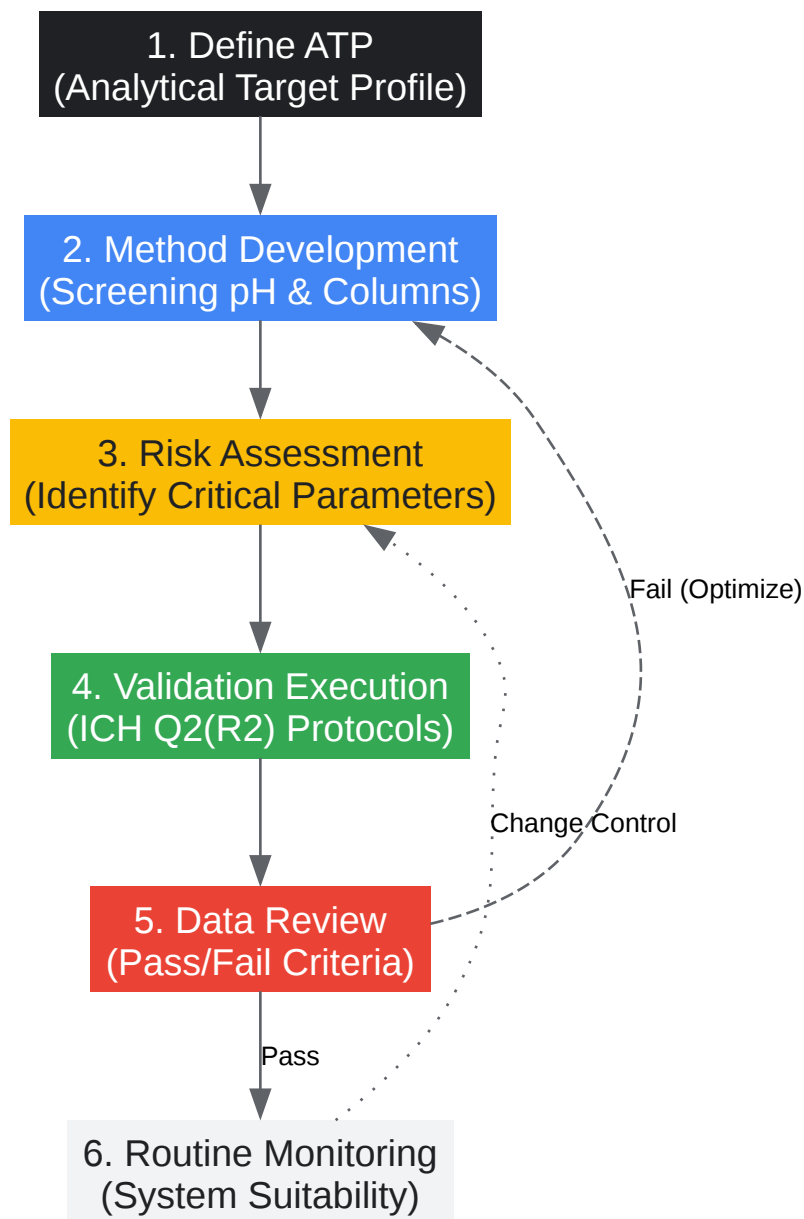 1. Define ATP
(Analytical Target Profile)
2. Method Development
(Screening pH & Columns)
3. Risk Assessment
(Identify Critical Parameters)
Fail (Optimize)
4. Validation Execution
(ICH Q2(R2) Protocols)
Change Control
5. Data Review
(Pass/Fail Criteria)
Pass
6. Routine Monitoring
(System Suitability)